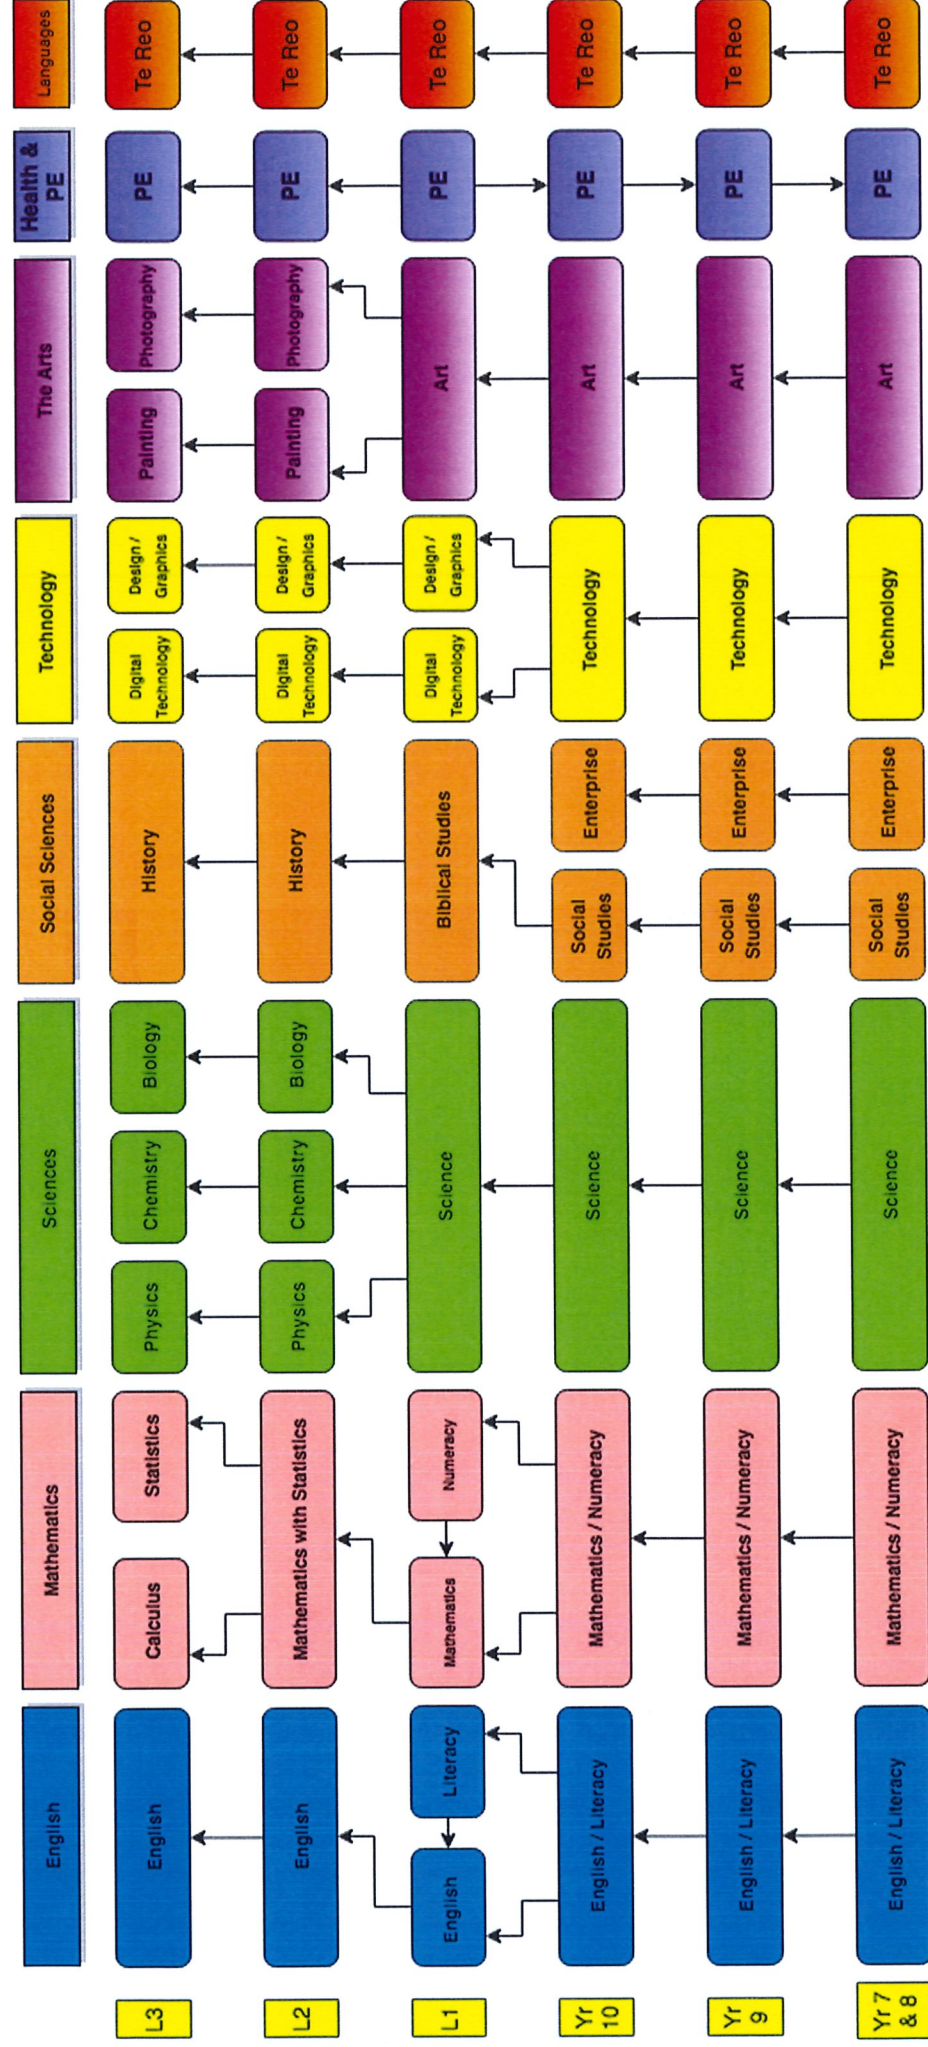 English
Mathematics
Sciences
Social Sciences
Technology
The Arts
Health &
PE
Languages
L3
English
Calculus
Statistics
Physics
Chemistry
Biology
History
Digital
Technology
Design /
Graphics
Painting
Photography
PE
Te Reo
L2
English
Mathematics with Statistics
Physics
Chemistry
Biology
History
Digital
Technology
Design /
Graphics
Painting
Photography
PE
Te Reo
L1
English
Literacy
Mathematics
Numeracy
Science
Biblical Studies
Digital
Technology
Design /
Graphics
Art
PE
Te Reo
Yr
10
English / Literacy
Mathematics / Numeracy
Science
Social
Studies
Enterprise
Technology
Art
PE
Te Reo
Yr
9
English / Literacy
Mathematics / Numeracy
Science
Social
Studies
Enterprise
Technology
Art
PE
Te Reo
Yr 7
& 8
English / Literacy
Mathematics / Numeracy
Science
Social
Studies
Enterprise
Technology
Art
PE
Te Reo